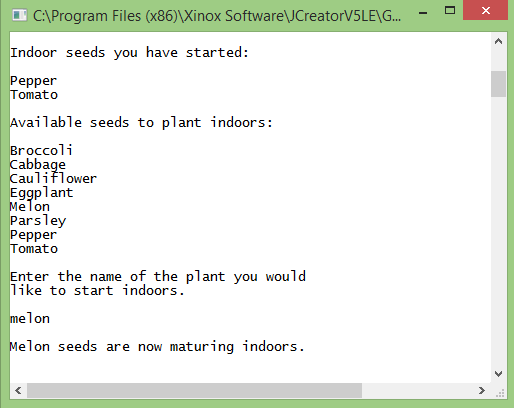 C:\Program Files (x86)\Xinox Software\JCreatorV5LE\G...
Indoor seeds you have started:
Pepper
Tomato
Available seeds to plant indoors:
Broccoli
Cabbage
Cauliflower
Eggplant
Melon
Parsley
Pepper
Tomato
Enter the name of the plant you would
like to start indoors.
melon
Melon seeds are now maturing indoors.